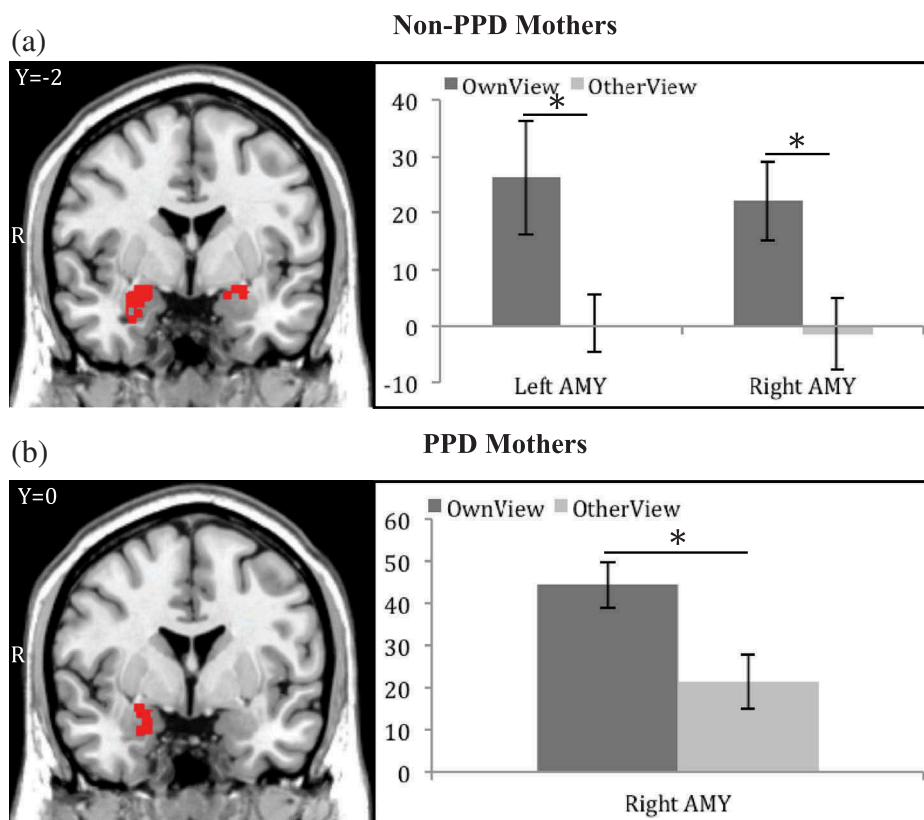 Non-PPD Mothers
(a)
Y=-2
R
OwnView OtherView
40
30
20
10
0
-10
*
*
Left AMY Right AMY
PPD Mothers
(b)
Y=0
R
OwnView OtherView
60
50
40
30
20
10
0
*
Right AMY